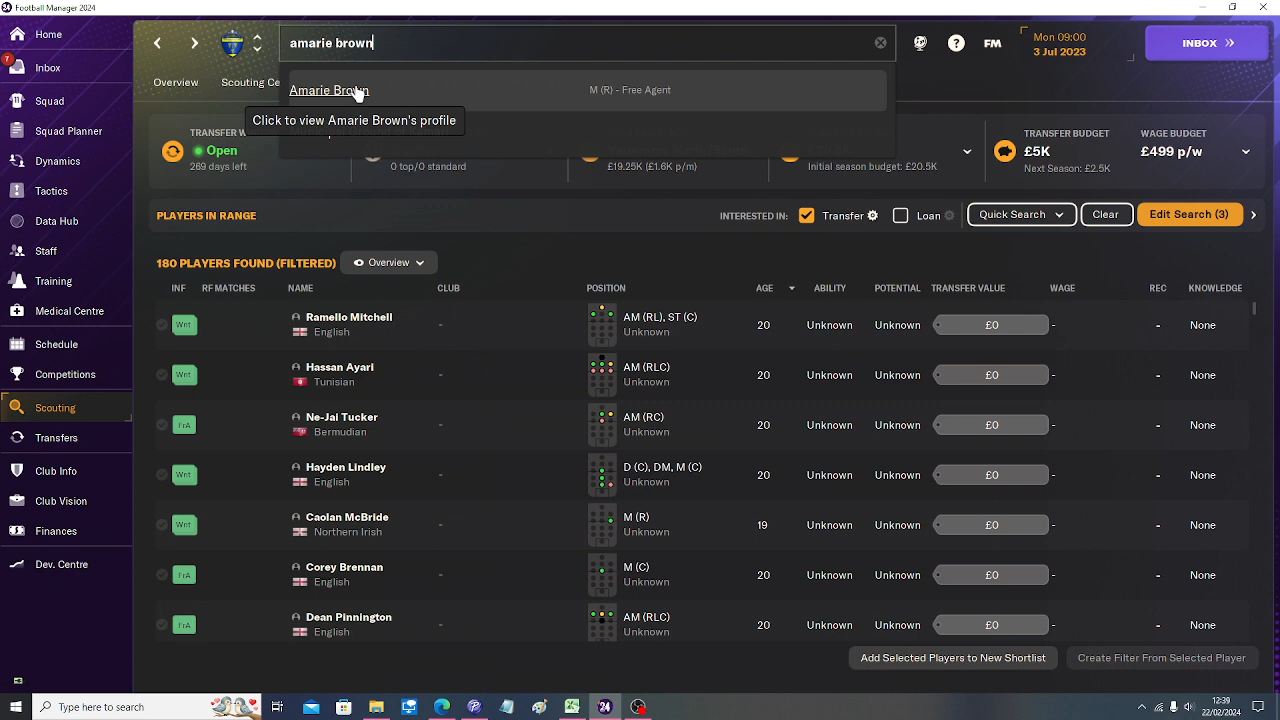 Football Manager 2024
Home
7
Inbox
Squad
Squad Planner
Dynamics
Tactics
Data Hub
Staff
Training
Medical Centre
Schedule
Competitions
Scouting
Transfers
Club Info
Club Vision
Finances
Dev. Centre
amarie brown
FM
Mon 09:00
3 Jul 2023
INBOX
Overview
Scouting Ce
Amarie Brown
M (R) - Free Agent
Click to view Amarie Brown's profile
TRANSFER W
Open
269 days left
0 top/0 standard
£19.25K (£1.6K p/m)
Initial season budget: £20.5K
TRANSFER BUDGET
£5K
Next Season: £2.5K
WAGE BUDGET
£499 p/w
PLAYERS IN RANGE
INTERESTED IN:
Transfer
Loan
Quick Search
Clear
Edit Search (3)
180 PLAYERS FOUND (FILTERED)
Overview
INF RF MATCHES NAME CLUB POSITION AGE ABILITY POTENTIAL TRANSFER VALUE WAGE REC KNOWLEDGE
Wnt Ramello Mitchell - AM (RL), ST (C) 20 Unknown Unknown £0 - - None
English Unknown
Wnt Hassan Ayari - AM (RLC) 20 Unknown Unknown £0 - - None
Tunisian Unknown
FrA Ne-Jai Tucker - AM (RC) 20 Unknown Unknown £0 - - None
Bermudian Unknown
Wnt Hayden Lindley - D (C), DM, M (C) 20 Unknown Unknown £0 - - None
English Unknown
Wnt Caolan McBride - M (R) 19 Unknown Unknown £0 - - None
Northern Irish Unknown
FrA Corey Brennan - M (C) 20 Unknown Unknown £0 - - None
English Unknown
FrA Dean Pinnington - AM (RLC) 20 Unknown Unknown £0 - - None
English Unknown
Add Selected Players to New Shortlist
Create Filter From Selected Player
Type here to search
24
12:39
23/02/2024